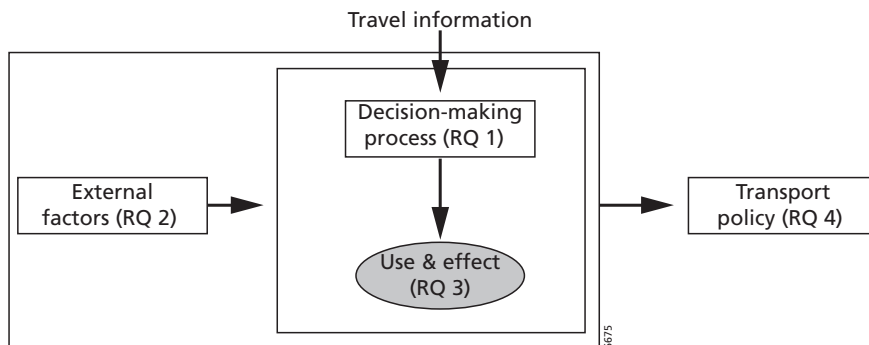 Travel information
Decision-making
process (RQ 1)
External
factors (RQ 2)
Transport
policy (RQ 4)
Use & effect
(RQ 3)